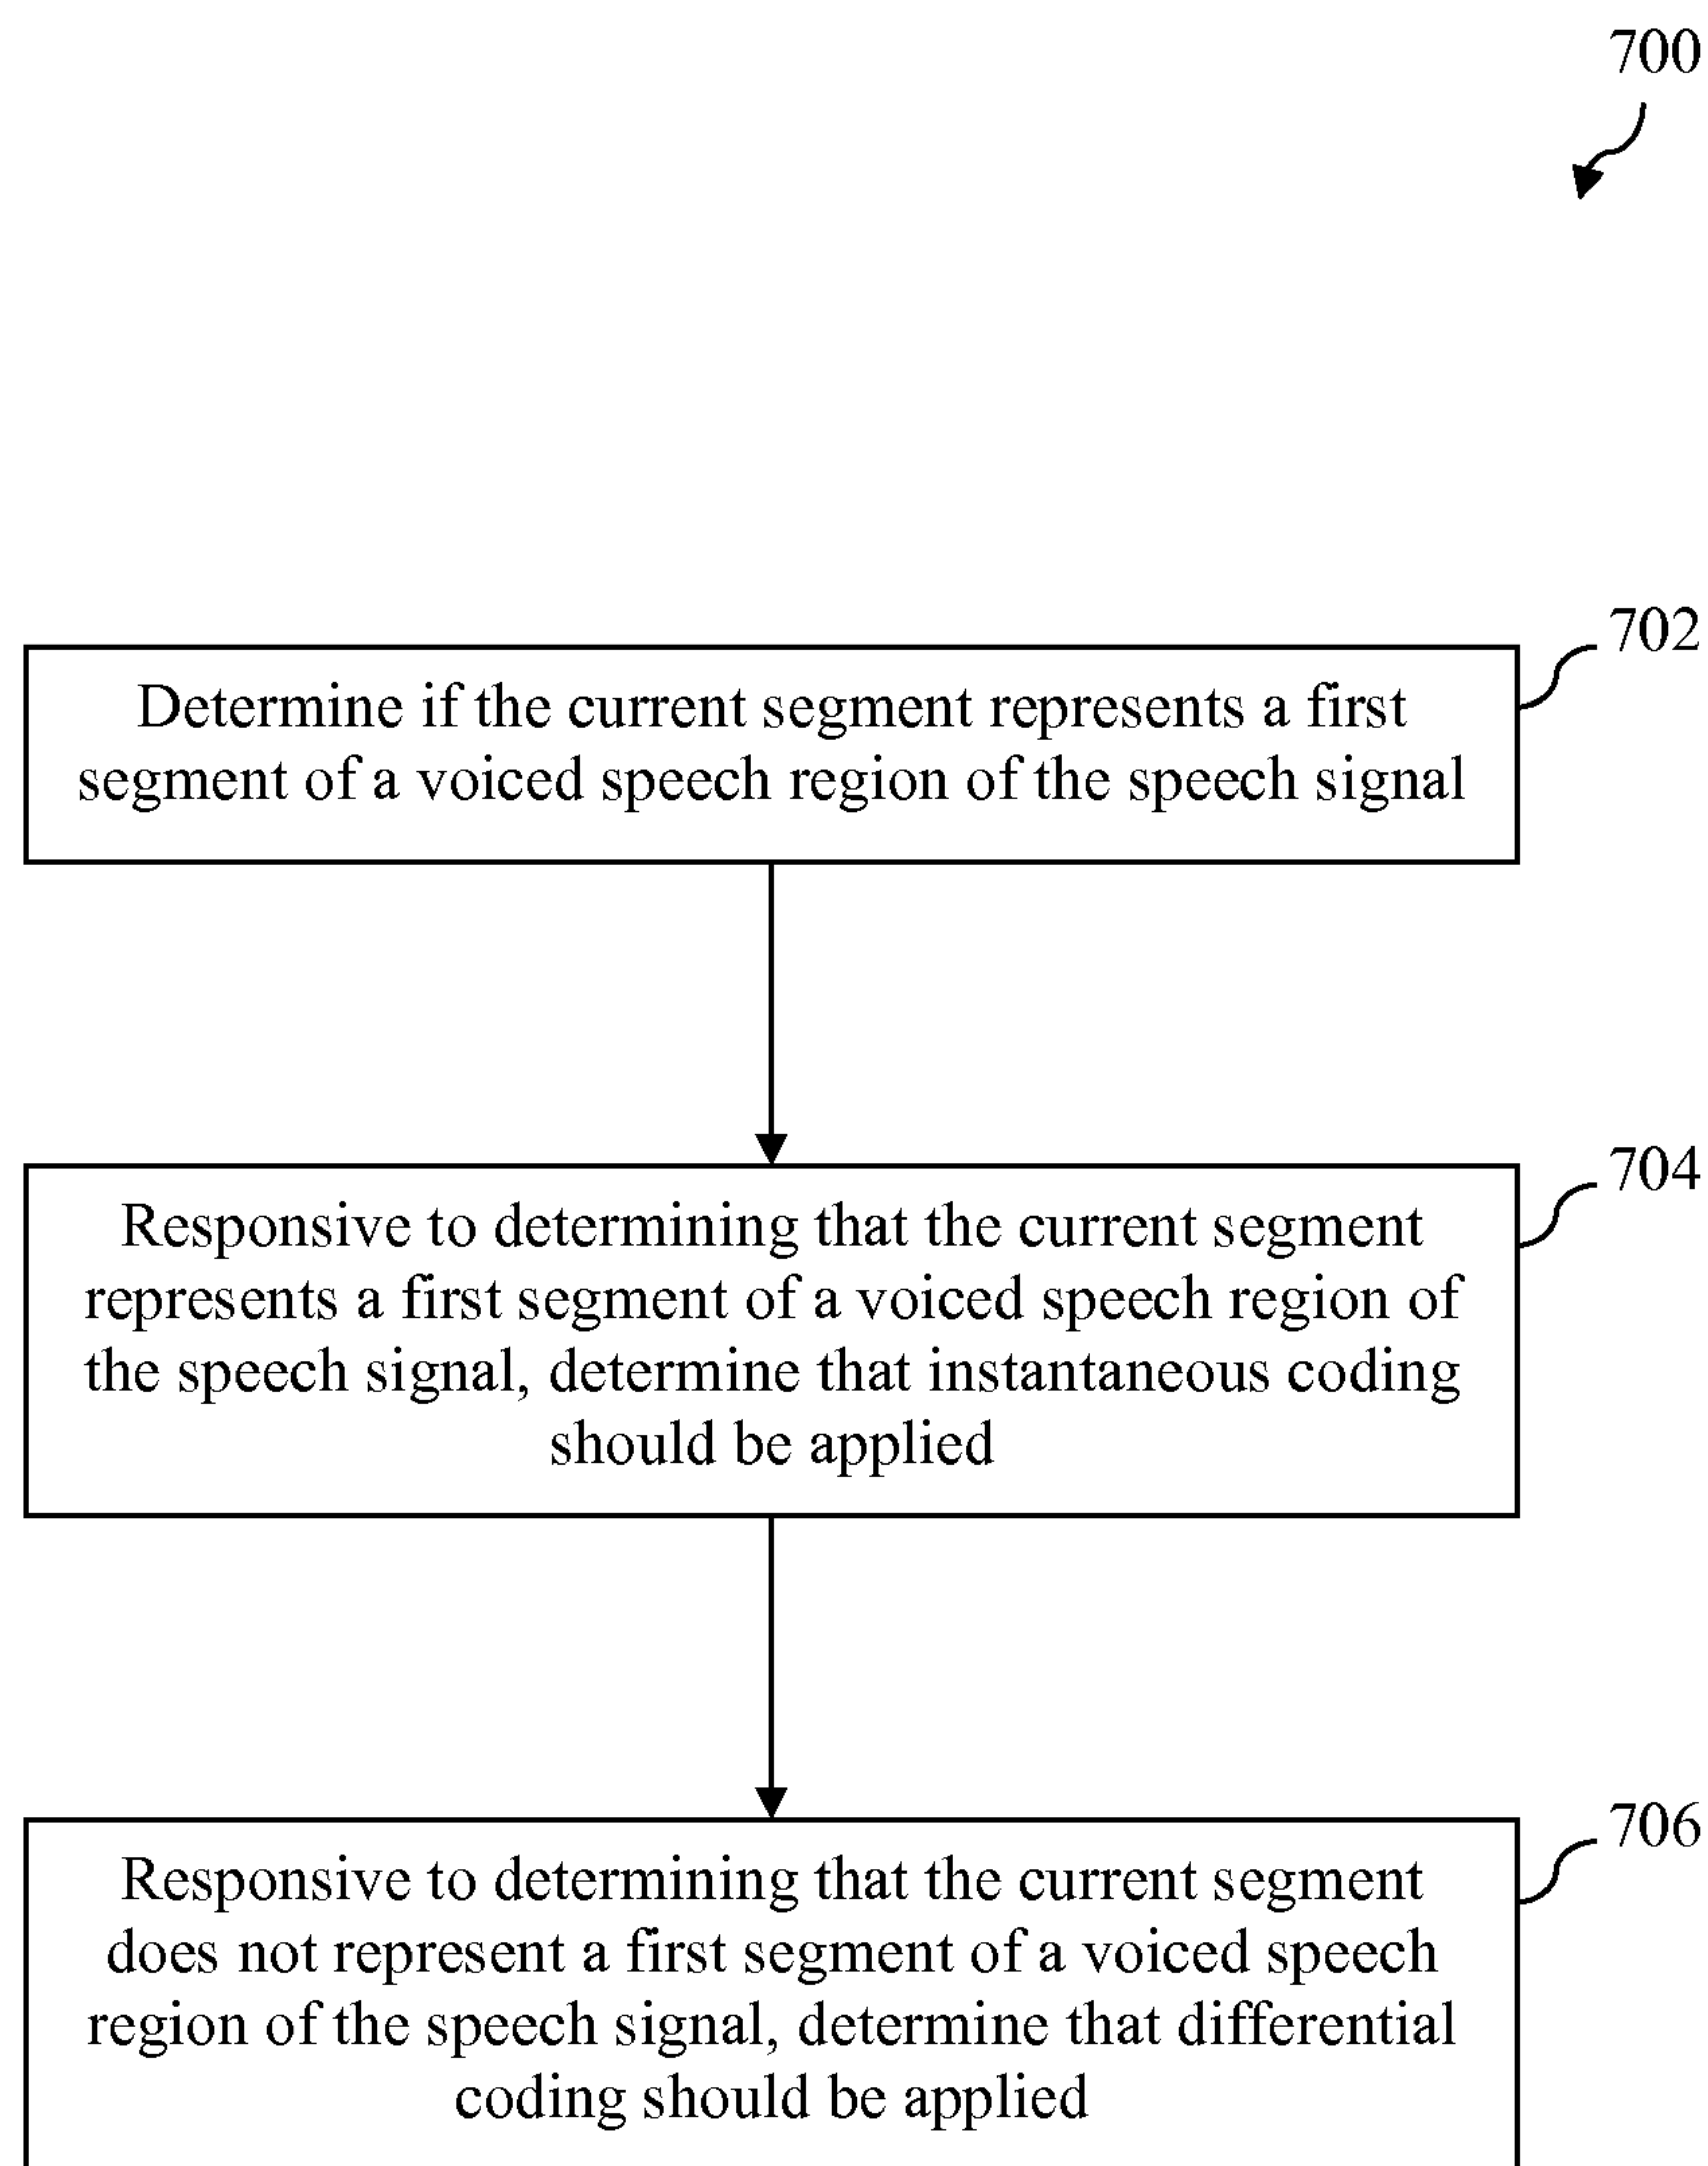 700
702
Determine if the current segment represents a first
segment of a voiced speech region of the speech signal
704
Responsive to determining that the current segment
represents a first segment of a voiced speech region of
the speech signal, determine that instantaneous coding
should be applied
706
Responsive to determining that the current segment
does not represent a first segment of a voiced speech
region of the speech signal, determine that differential
coding should be applied